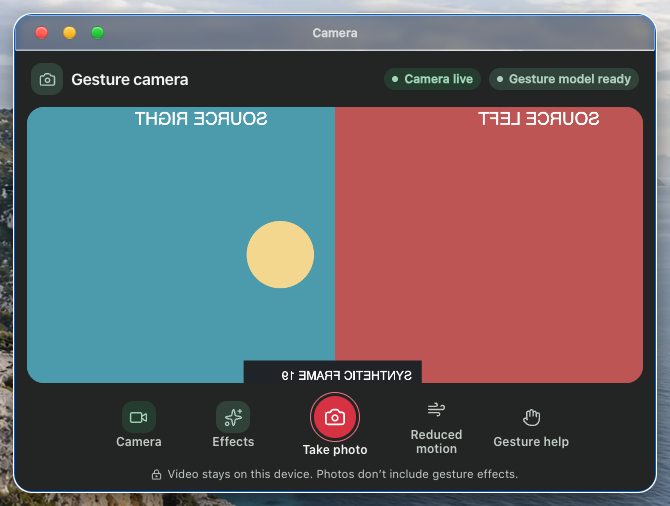 Camera
Gesture camera
Camera live
Gesture model ready
SOURCE RIGHT
SOURCE LEFT
SYNTHETIC FRAME 19
Camera
Effects
Take photo
Reduced
motion
Gesture help
Video stays on this device. Photos don’t include gesture effects.